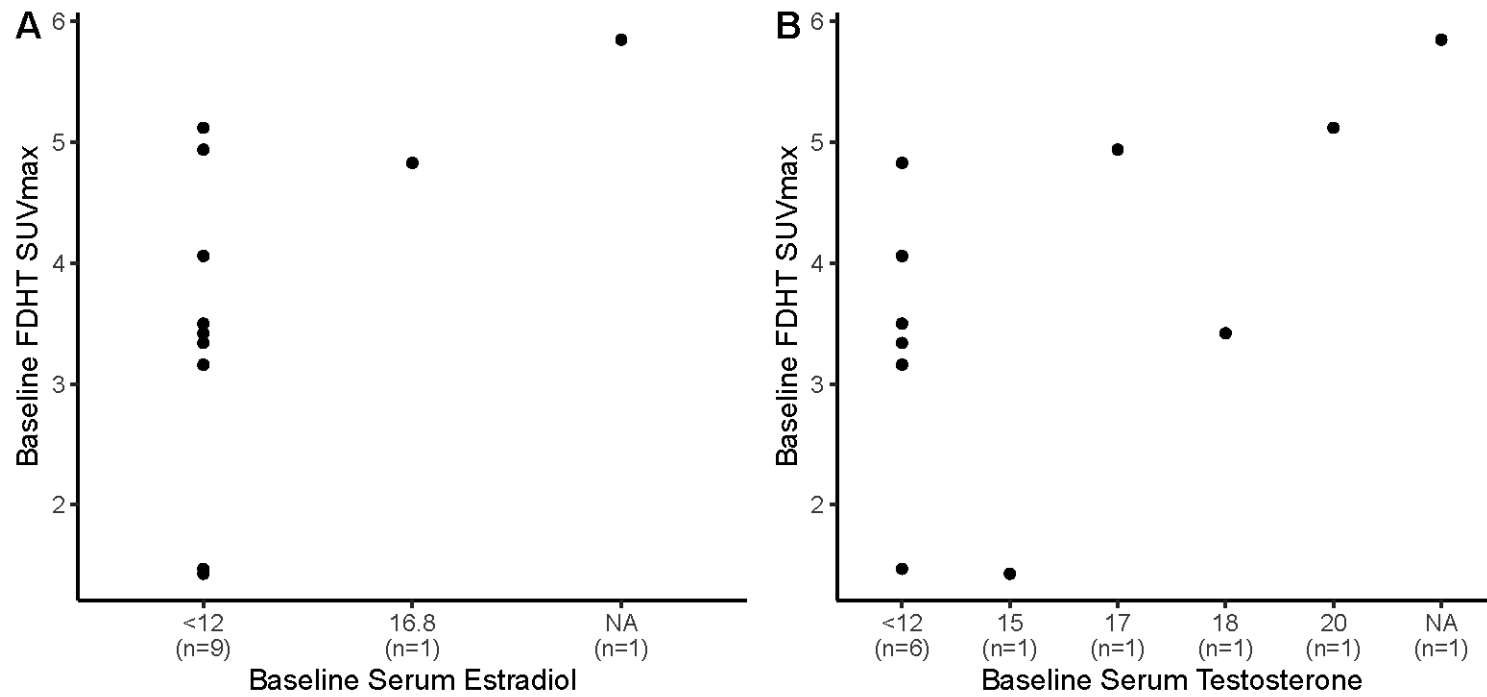 A
Baseline FDHT SUVmax
6
5
4
3
2
<12
(n=9)
16.8
(n=1)
NA
(n=1)
Baseline Serum Estradiol
B
Baseline FDHT SUVmax
6
5
4
3
2
<12
(n=6)
15
(n=1)
17
(n=1)
18
(n=1)
20
(n=1)
NA
(n=1)
Baseline Serum Testosterone